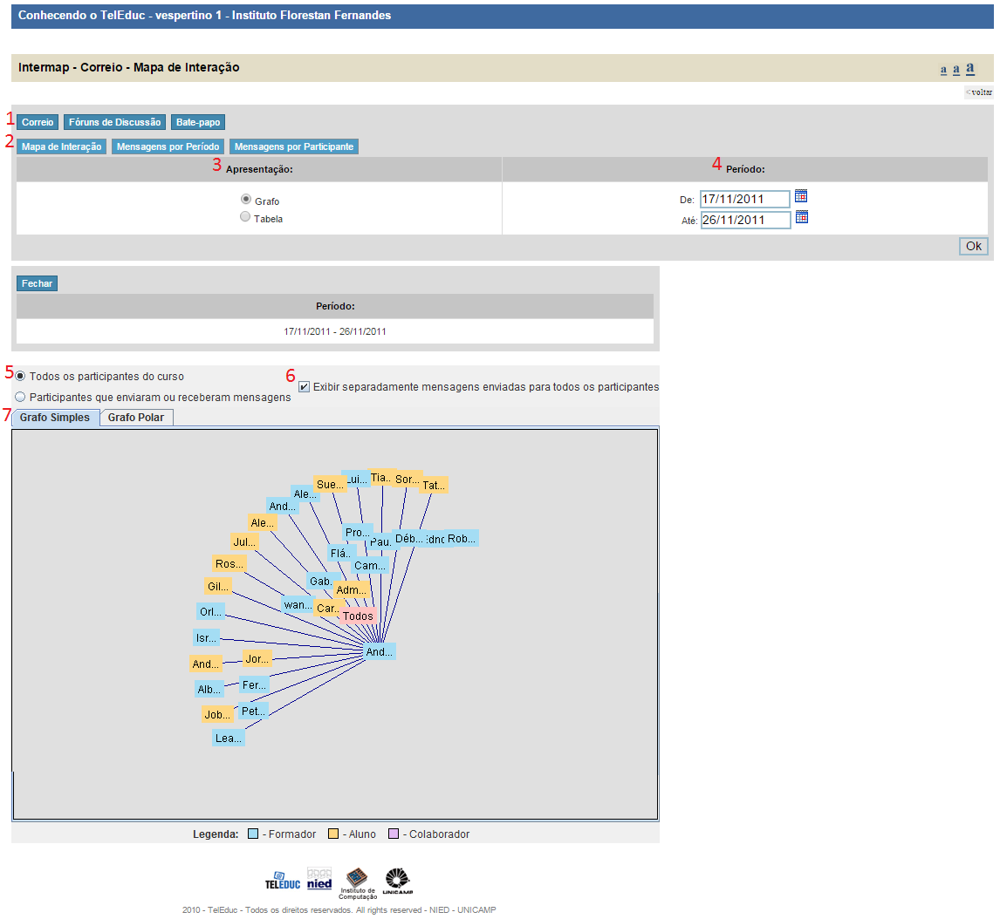 Conhecendo o TelEduc - vespertino 1 - Instituto Florestan Fernandes
Intermap - Correio - Mapa de Interação
a a a
< voltar
1 Correio Fóruns de Discussão Bate-papo
2 Mapa de Interação Mensagens por Período Mensagens por Participante
3 Apresentação: 4 Período:
Grafo De: 17/11/2011
Tabela Até: 26/11/2011
Ok
Fechar
Período:
17/11/2011 - 26/11/2011
5 Todos os participantes do curso
6 Exibir separadamente mensagens enviadas para todos os participantes
Participantes que enviaram ou receberam mensagens
7 Grafo Simples Grafo Polar
Sue... Lui... Tia... Sor... Tat...
Ale...
And...
Ale... Pro...
Jul... Pau. Déb... Edno Rob...
Flá..
Ros... Cam...
Gil... Gab. Adm...
Orl... wan... Car.. Todos
Isr...
And...
And... Jor...
Alb... Fer...
Job... Pet...
Lea...
Legenda: - Formador - Aluno - Colaborador
TELEDUC nied Instituto de Computação UNICAMP
2010 - TelEduc - Todos os direitos reservados. All rights reserved - NIED - UNICAMP